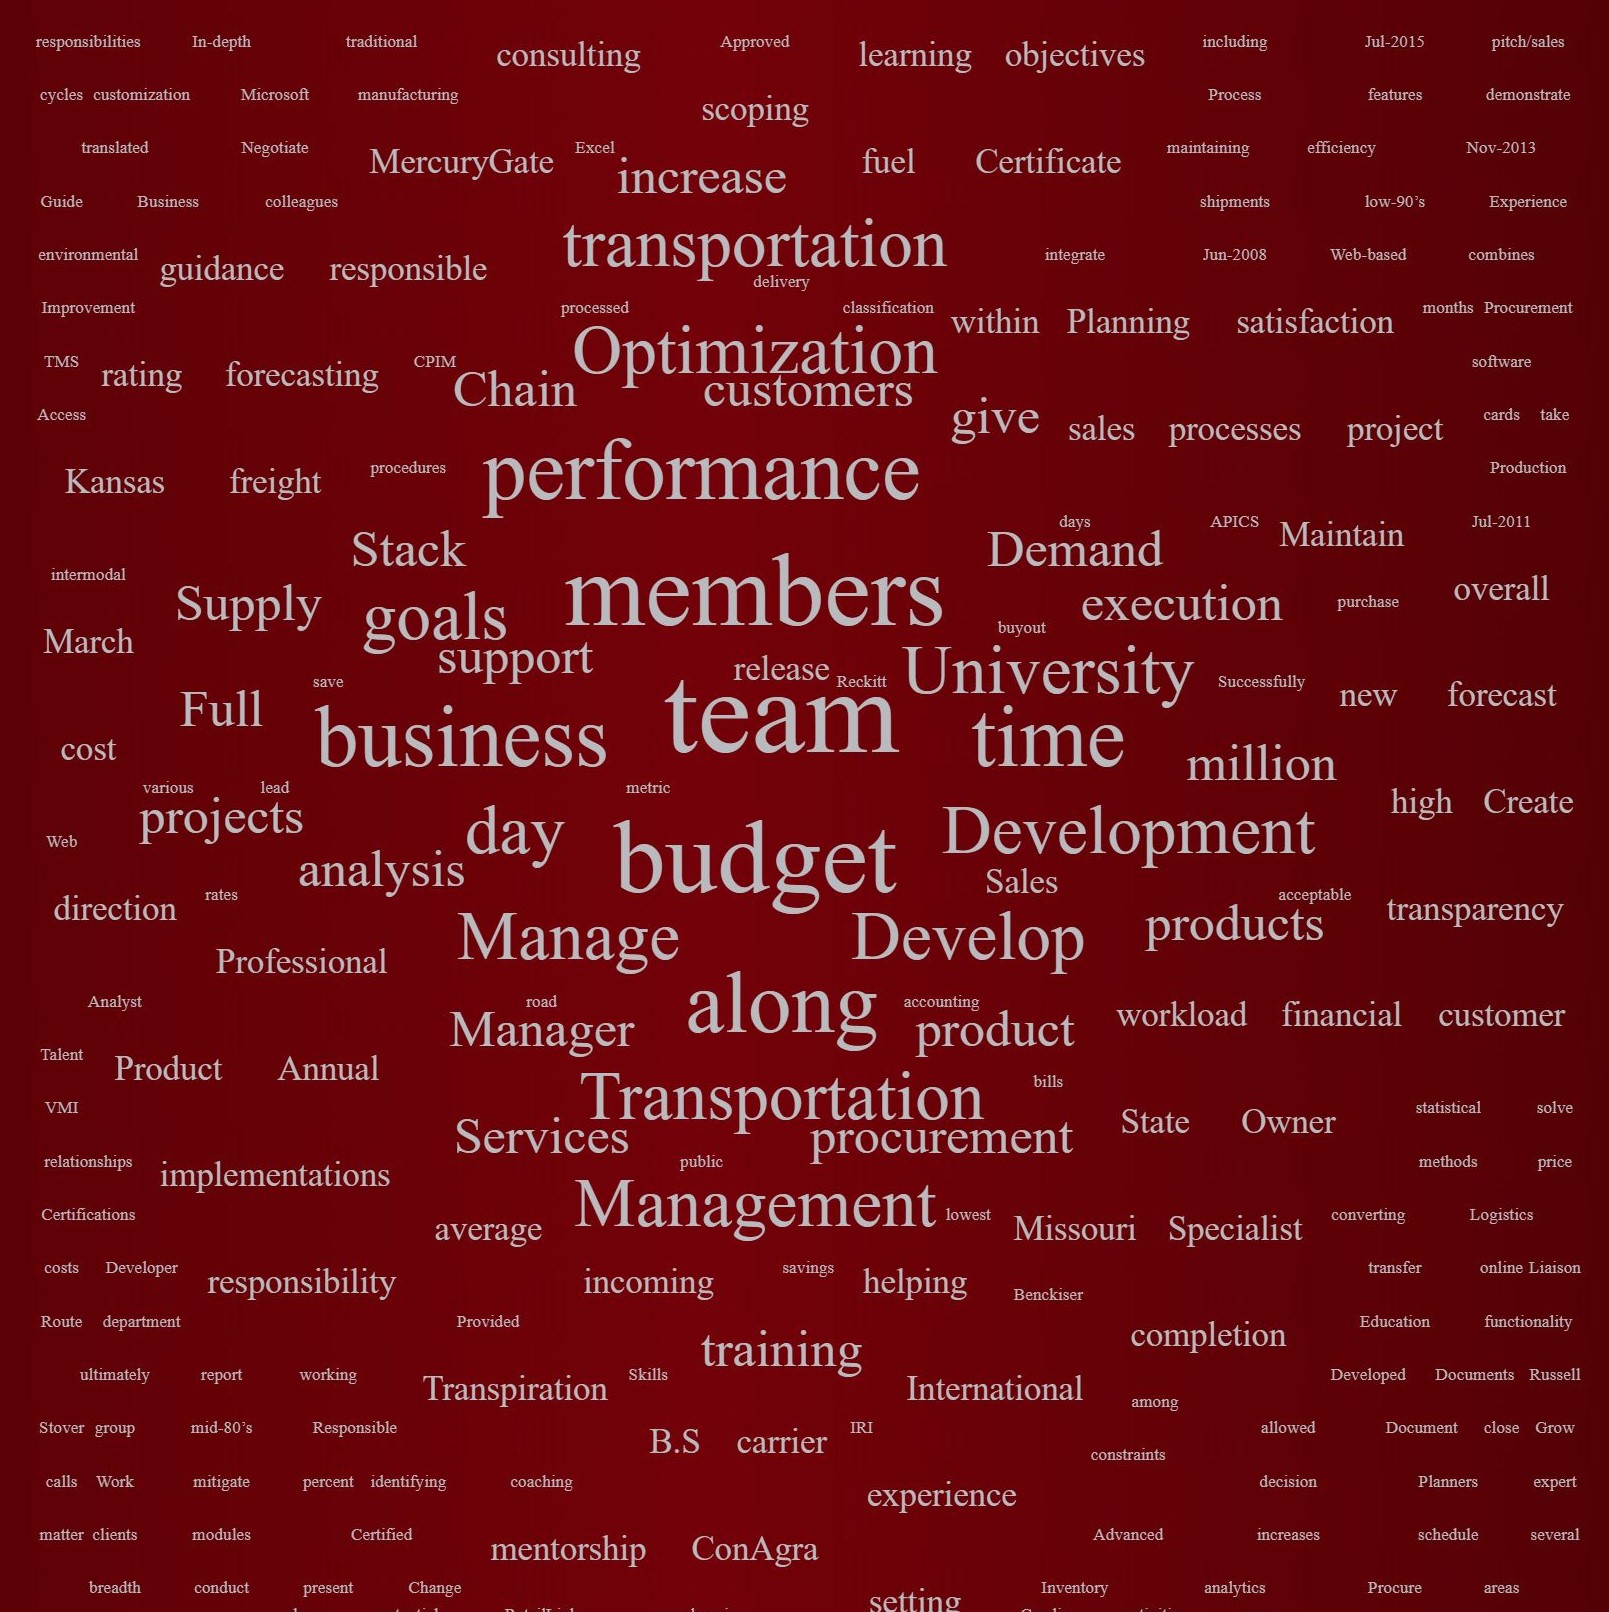 responsibilities In-depth traditional consulting Approved learning objectives including Jul-2015 pitch/sales
cycles customization Microsoft manufacturing scoping Process features demonstrate
translated Negotiate MercuryGate Excel increase fuel Certificate maintaining efficiency Nov-2013
Guide Business colleagues shipments low-90’s Experience
environmental guidance responsible transportation integrate Jun-2008 Web-based combines
delivery
Improvement processed classification within Planning satisfaction months Procurement
TMS rating forecasting CPIM Optimization software
Chain customers
Access give sales processes project cards take
Kansas freight procedures performance Production
Stack Demand days APICS Maintain Jul-2011
intermodal Supply goals members execution purchase overall
March support release buyout University
Full save team Reckitt Successfully new forecast
cost business time million
various lead metric
projects day Development high Create
Web analysis budget Sales
direction rates Manage Develop products acceptable transparency
Professional
Analyst Manager road along accounting product workload financial customer
Talent Product Annual
VMI Transportation bills State Owner statistical solve
Services procurement
relationships implementations public methods price
Certifications average Management lowest Missouri Specialist converting Logistics
costs Developer responsibility incoming savings helping Benckiser transfer online Liaison
Route department Provided training completion Education functionality
ultimately report working Transpiration Skills International among Developed Documents Russell
Stover group mid-80’s Responsible B.S carrier IRI constraints allowed Document close Grow
calls Work mitigate percent identifying coaching experience decision Planners expert
matter clients modules Certified mentorship ConAgra Advanced increases schedule several
breadth conduct present Change setting Inventory analytics Procure areas